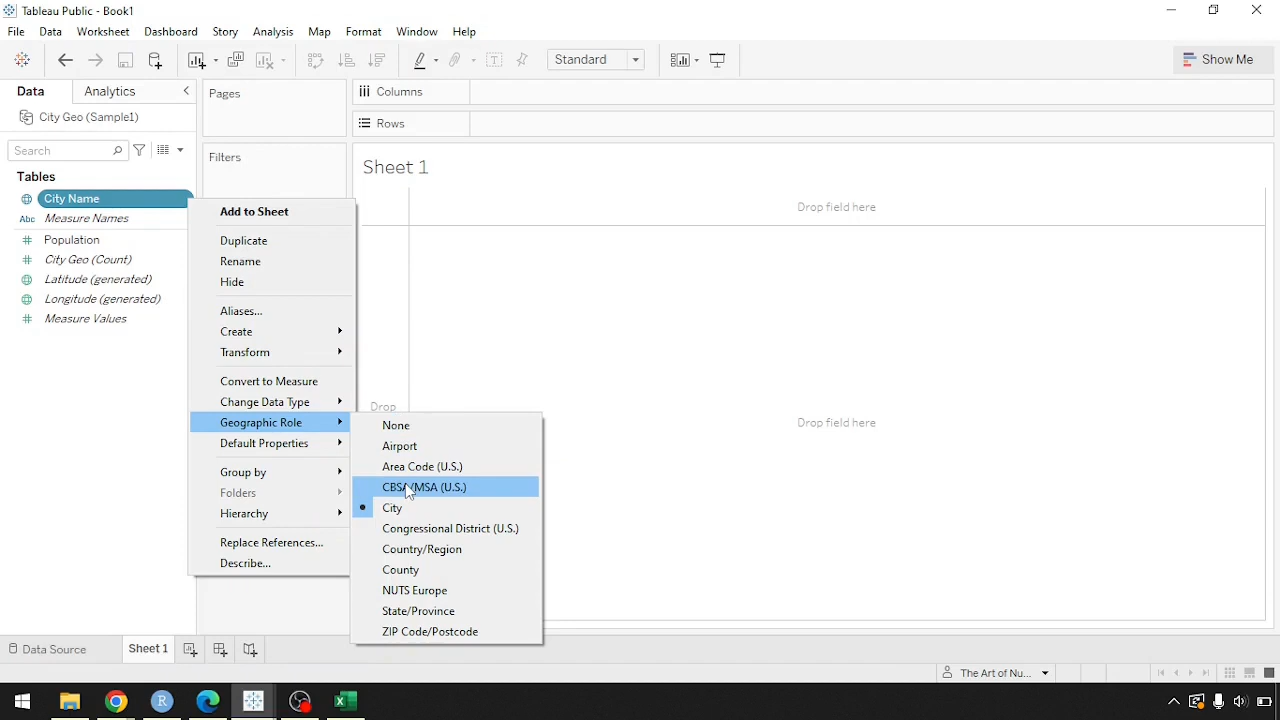 Tableau Public - Book1
File Data Worksheet Dashboard Story Analysis Map Format Window Help
Standard
Show Me
Data Analytics
Pages
Columns
City Geo (Sample1)
Rows
Search
Filters
Sheet 1
Tables
City Name
Abc Measure Names
Population
City Geo (Count)
Latitude (generated)
Longitude (generated)
Measure Values
Drop field here
Drop
Drop field here
Add to Sheet
Duplicate
Rename
Hide
Aliases...
Create
Transform
Convert to Measure
Change Data Type
Geographic Role
Default Properties
Group by
Folders
Hierarchy
Replace References...
Describe...
None
Airport
Area Code (U.S.)
CBSA/MSA (U.S.)
City
Congressional District (U.S.)
Country/Region
County
NUTS Europe
State/Province
ZIP Code/Postcode
Data Source
Sheet 1
The Art of Nu...